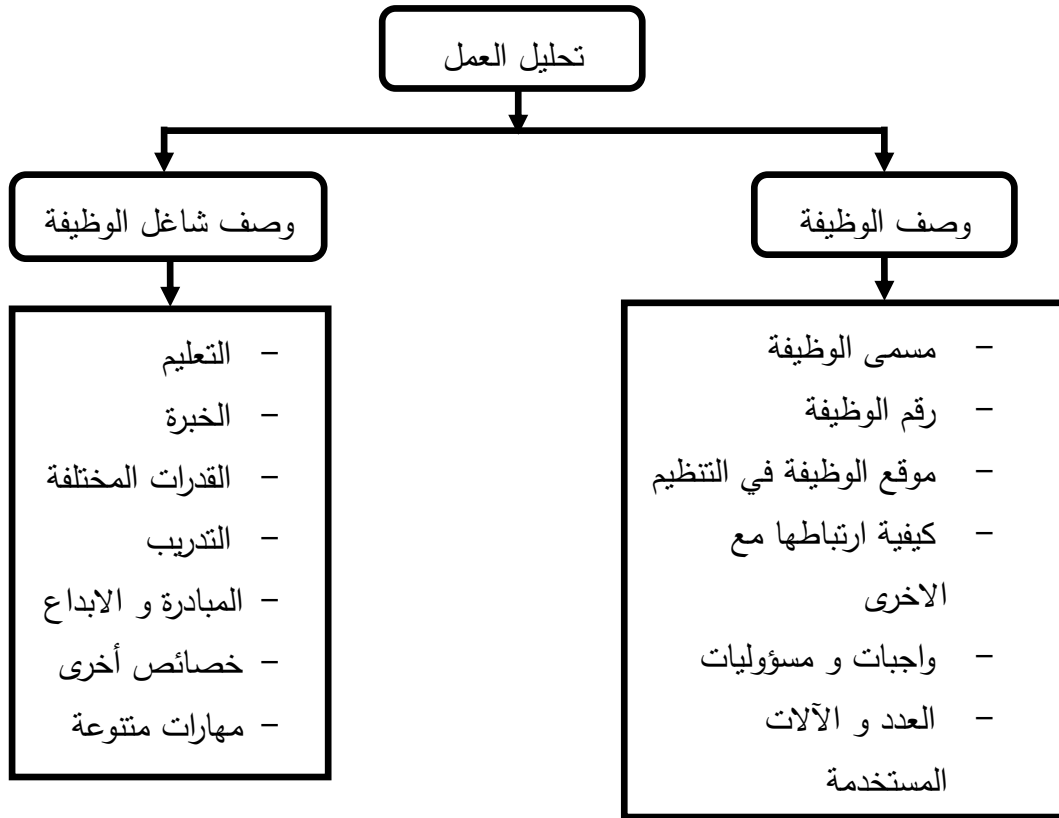 تحليل العمل
وصف الوظيفة
وصف شاغل الوظيفة
- مسمى الوظيفة
- رقم الوظيفة
- موقع الوظيفة في التنظيم
- كيفية ارتباطها مع
الاخرى
- واجبات و مسؤوليات
- العدد و الآلات
المستخدمة
- التعليم
- الخبرة
- القدرات المختلفة
- التدريب
- المبادرة و الابداع
- خصائص أخرى
- مهارات متنوعة